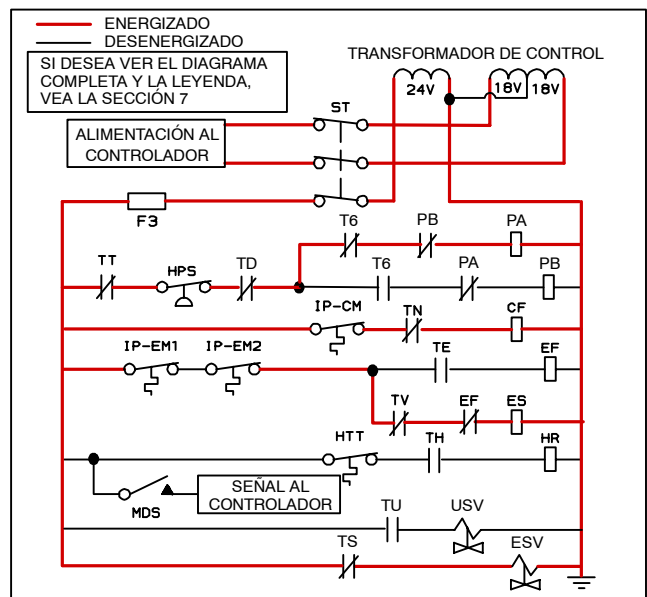 ENERGIZADO
DESENERGIZADO
SI DESEA VER EL DIAGRAMA
COMPLETA Y LA LEYENDA,
VEA LA SECCIÓN 7
TRANSFORMADOR DE CONTROL
24V 18V 18V
ST
ALIMENTACIÓN AL
CONTROLADOR
F3
T6 PB PA
TT HPS TD T6 PA PB
IP-CM TN CF
IP-EM1 IP-EM2 TE EF
TV EF ES
HTT TH HR
MDS
SEÑAL AL
CONTROLADOR
TU USV
TS ESV